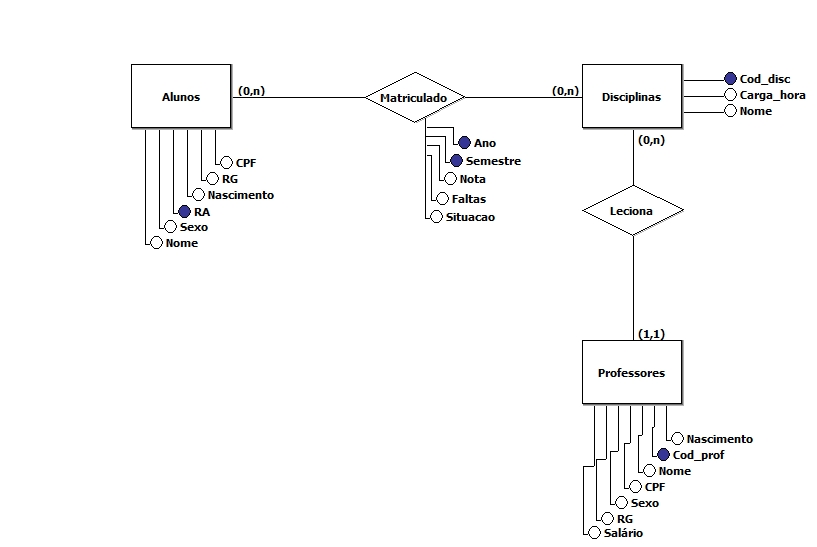 Alunos
(0,n)
Matriculado
(0,n)
Disciplinas
Cod_disc
Carga_hora
Nome
Ano
Semestre
Nota
Faltas
Situacao
CPF
RG
Nascimento
RA
Sexo
Nome
(0,n)
Leciona
(1,1)
Professores
Nascimento
Cod_prof
Nome
CPF
Sexo
RG
Salário